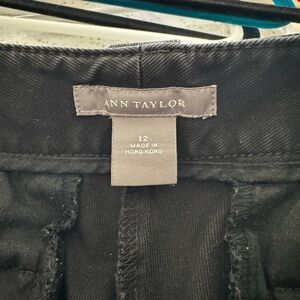 ANN TAYLOR
12
MADE IN
HONG KONG